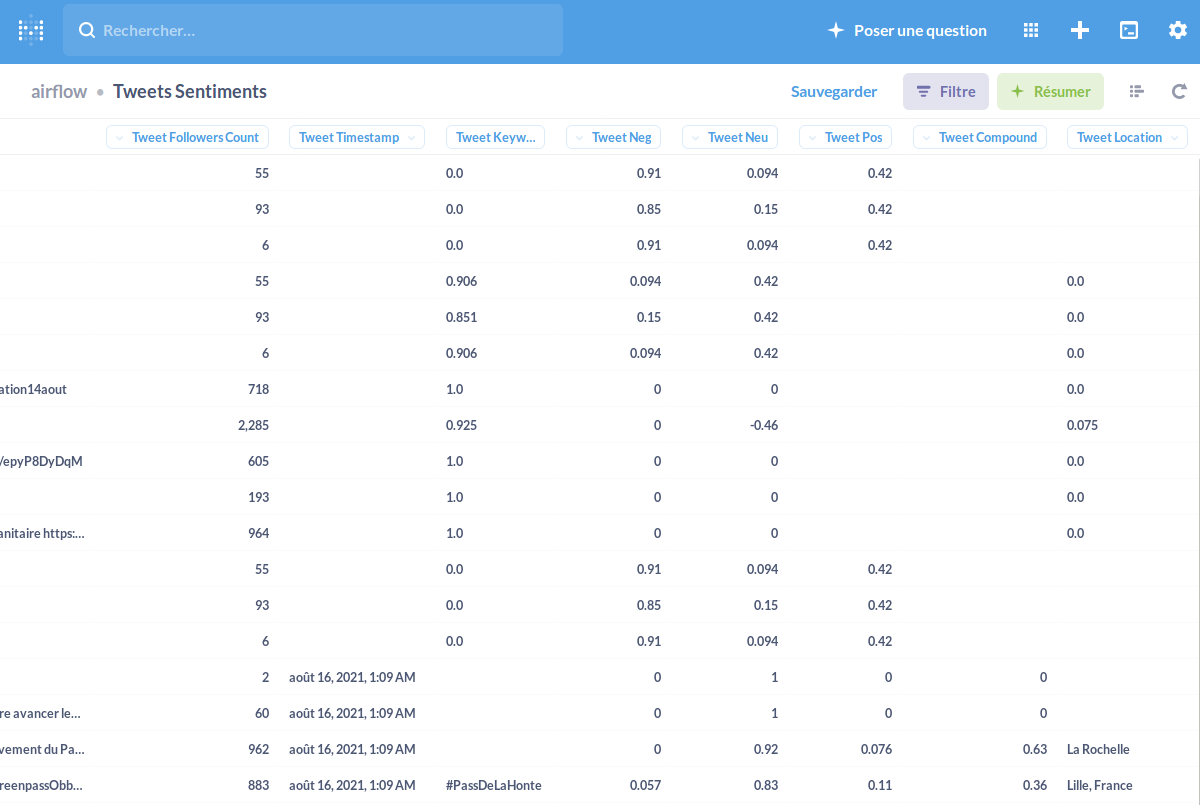 Rechercher...
Poser une question
airflow • Tweets Sentiments
Sauvegarder
Filtre
Résumer
Tweet Followers Count Tweet Timestamp Tweet Keyw... Tweet Neg Tweet Neu Tweet Pos Tweet Compound Tweet Location
55 0.0 0.91 0.094 0.42
93 0.0 0.85 0.15 0.42
6 0.0 0.91 0.094 0.42
55 0.906 0.094 0.42 0.0
93 0.851 0.15 0.42 0.0
6 0.906 0.094 0.42 0.0
ation14aout 718 1.0 0 0 0.0
2,285 0.925 0 -0.46 0.075
/epyP8DyDqM 605 1.0 0 0 0.0
193 1.0 0 0 0.0
anitaire https:... 964 1.0 0 0 0.0
55 0.0 0.91 0.094 0.42
93 0.0 0.85 0.15 0.42
6 0.0 0.91 0.094 0.42
2 août 16, 2021, 1:09 AM 0 1 0 0
re avancer le... 60 août 16, 2021, 1:09 AM 0 1 0 0
vement du Pa... 962 août 16, 2021, 1:09 AM 0 0.92 0.076 0.63 La Rochelle
reenpassObb... 883 août 16, 2021, 1:09 AM #PassDeLaHonte 0.057 0.83 0.11 0.36 Lille, France